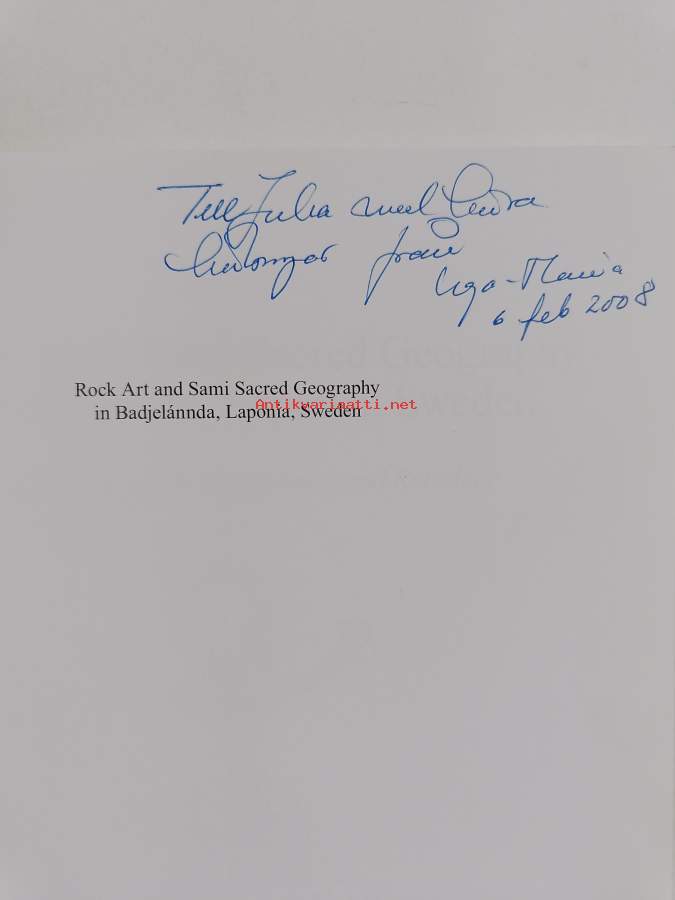 Till Julia med kära
hälsningar från
Inga-Maria
6 feb 2008
Rock Art and Sami Sacred Geography
in Badjelánnda, Laponia, Sweden
Antikvariaatti.net